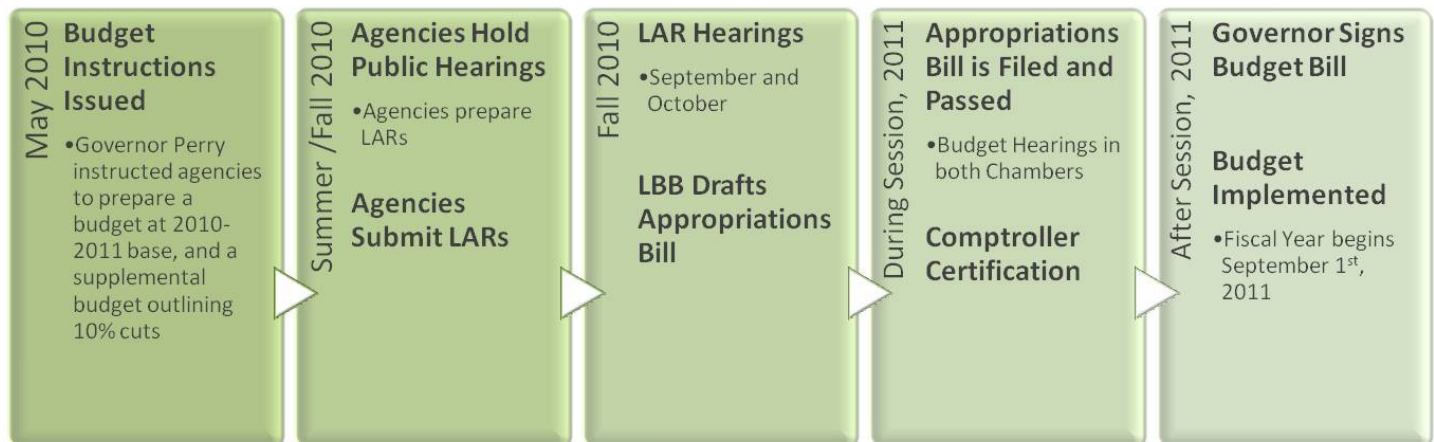 May 2010
Budget
Instructions
Issued
•Governor Perry
instructed agencies
to prepare a
budget at 2010-
2011 base, and a
supplemental
budget outlining
10% cuts
Summer /Fall 2010
Agencies Hold
Public Hearings
•Agencies prepare
LARs
Agencies
Submit LARs
Fall 2010
LAR Hearings
•September and
October
LBB Drafts
Appropriations
Bill
During Session, 2011
Appropriations
Bill is Filed and
Passed
•Budget Hearings in
both Chambers
Comptroller
Certification
After Session, 2011
Governor Signs
Budget Bill
Budget
Implemented
•Fiscal Year begins
September 1st,
2011